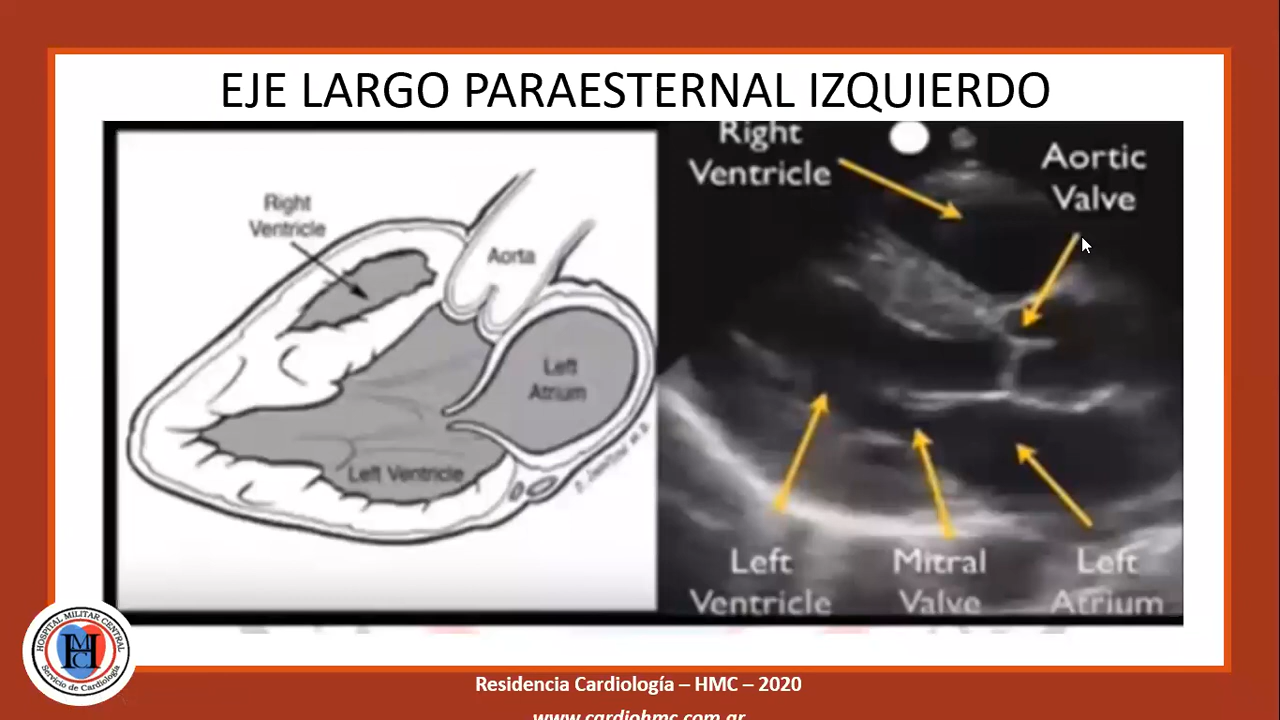 EJE LARGO PARAESTERNAL IZQUIERDO
Right
Ventricle
Aorta
Left
Atrium
Left Ventricle
Right
Ventricle
Aortic
Valve
Left
Ventricle
Mitral
Valve
Left
Atrium
HOSPITAL MILITAR CENTRAL
HMC
Servicio de Cardiología
Residencia Cardiología – HMC – 2020
www.cardiohmc.com.ar